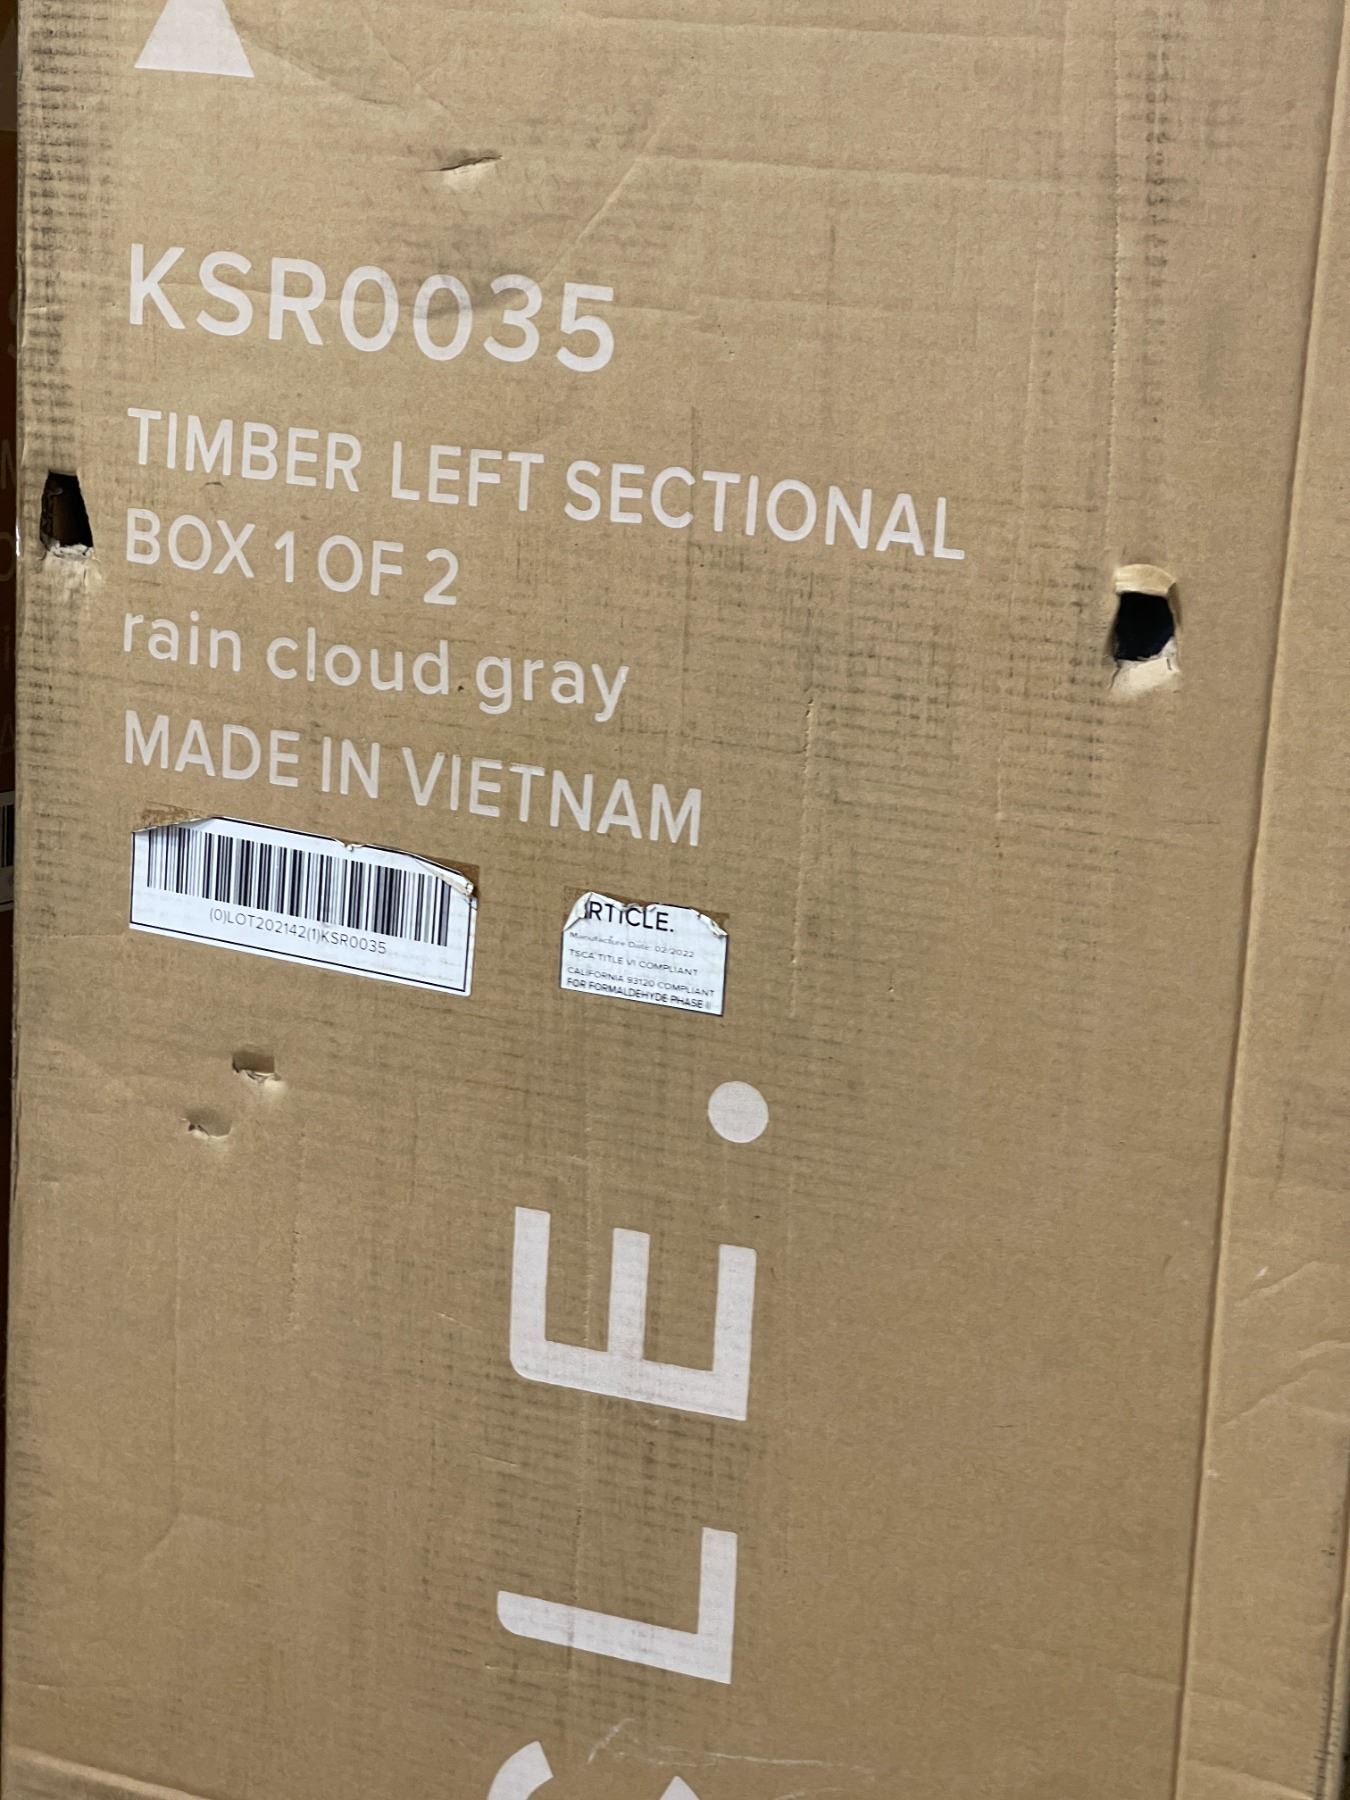 KSR0035
TIMBER LEFT SECTIONAL
BOX 1 OF 2
rain cloud gray
MADE IN VIETNAM
(0)LOT202142(1)KSR0035
RTICLE.
Manufacture Date: 02/2022
TSCA TITLE VI COMPLIANT
CALIFORNIA 93120 COMPLIANT
FOR FORMALDEHYDE PHASE II
LE.